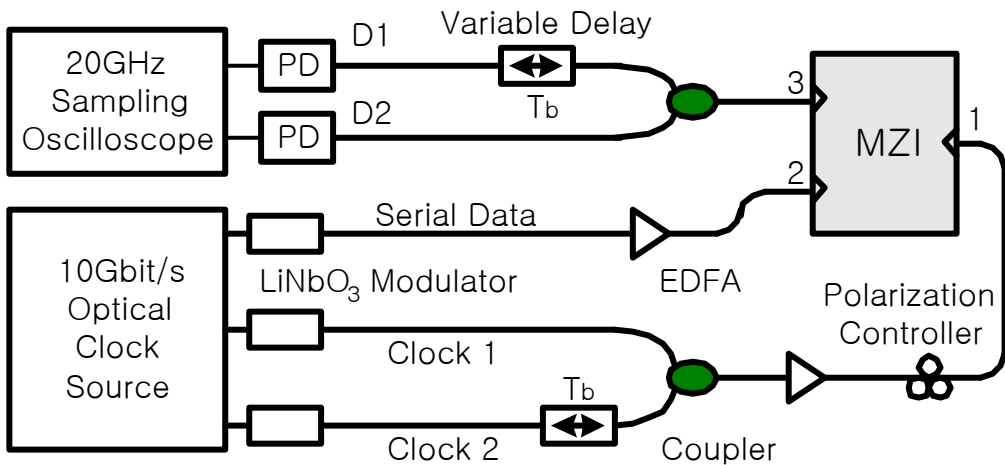 D1
Variable Delay
20GHz
Sampling
Oscilloscope
PD
Tb
3
1
D2
PD
MZI
2
Serial Data
10Gbit/s
Optical
Clock
Source
LiNbO3 Modulator
EDFA
Polarization
Controller
Clock 1
Tb
Clock 2
Coupler